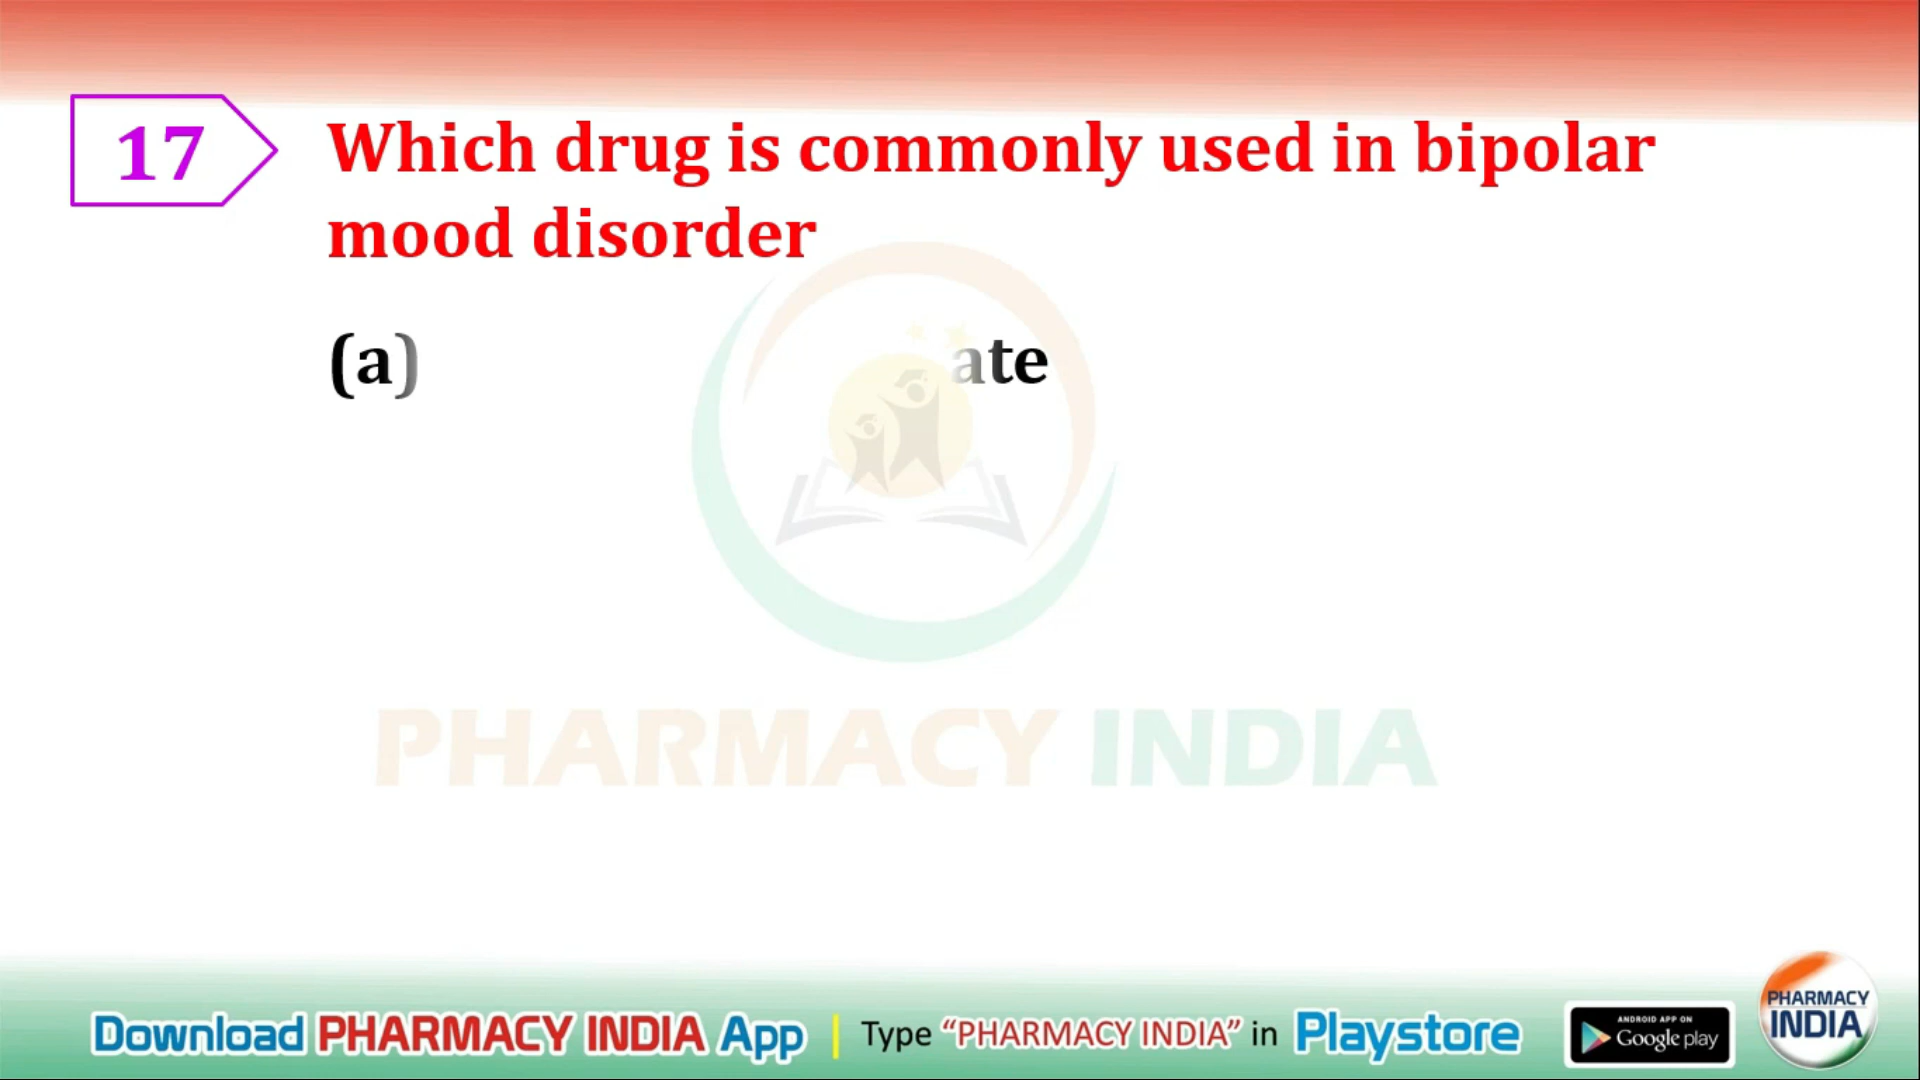 17
Which drug is commonly used in bipolar
mood disorder
(a)
PHARMACY INDIA
Download PHARMACY INDIA App | Type “PHARMACY INDIA” in Playstore
ANDROID APP ON
Google play
PHARMACY
INDIA